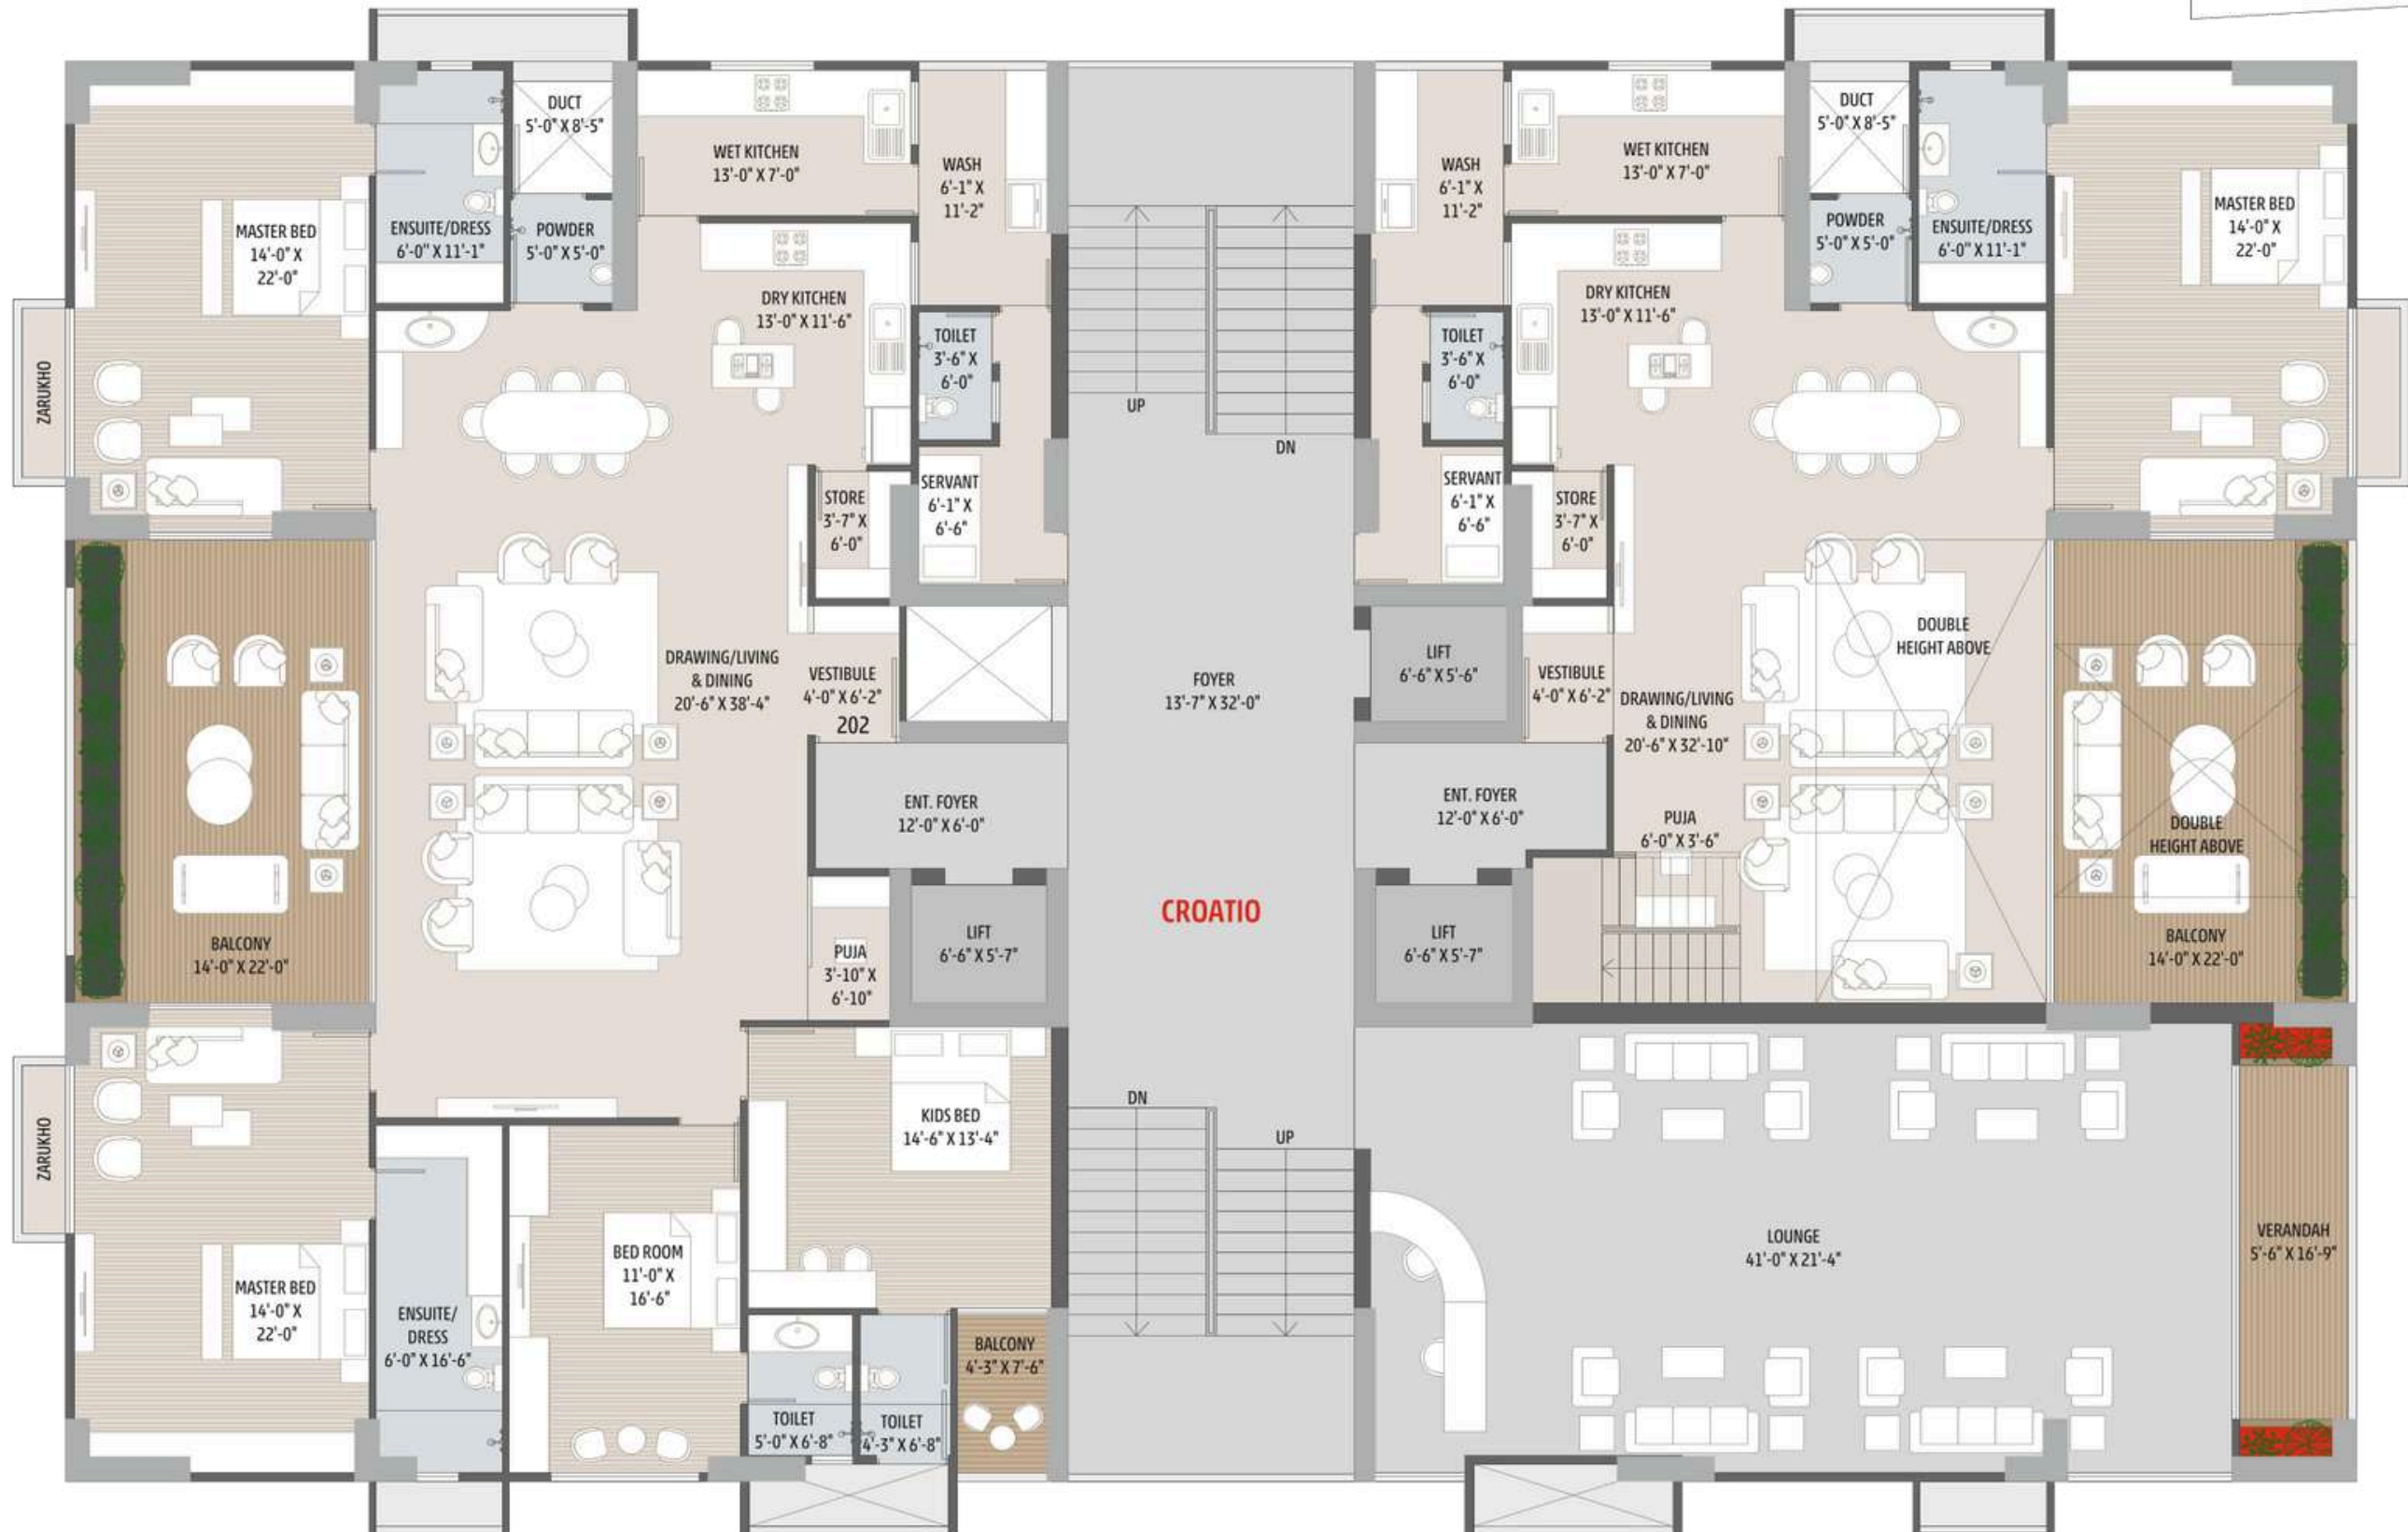 DUCT
5'-0" X 8'-5"
WET KITCHEN
13'-0" X 7'-0"
WASH
6'-1" X
11'-2"
MASTER BED
14'-0" X
22'-0"
ENSUITE/DRESS
6'-0" X 11'-1"
POWDER
5'-0" X 5'-0"
DRY KITCHEN
13'-0" X 11'-6"
TOILET
3'-6" X
6'-0"
ZARUKHO
SERVANT
6'-1" X
6'-6"
STORE
3'-7" X
6'-0"
DRAWING/LIVING
& DINING
20'-6" X 38'-4"
VESTIBULE
4'-0" X 6'-2"
202
ENT. FOYER
12'-0" X 6'-0"
BALCONY
14'-0" X 22'-0"
PUJA
3'-10" X
6'-10"
LIFT
6'-6" X 5'-7"
ZARUKHO
KIDS BED
14'-6" X 13'-4"
MASTER BED
14'-0" X
22'-0"
ENSUITE/
DRESS
6'-0" X 16'-6"
BED ROOM
11'-0" X
16'-6"
TOILET
5'-0" X 6'-8"
TOILET
4'-3" X 6'-8"
BALCONY
4'-3" X 7'-6"
UP
DN
FOYER
13'-7" X 32'-0"
CROATIO
DN
UP
WASH
6'-1" X
11'-2"
WET KITCHEN
13'-0" X 7'-0"
DUCT
5'-0" X 8'-5"
POWDER
5'-0" X 5'-0"
ENSUITE/DRESS
6'-0" X 11'-1"
MASTER BED
14'-0" X
22'-0"
DRY KITCHEN
13'-0" X 11'-6"
TOILET
3'-6" X
6'-0"
SERVANT
6'-1" X
6'-6"
STORE
3'-7" X
6'-0"
LIFT
6'-6" X 5'-6"
VESTIBULE
4'-0" X 6'-2"
DRAWING/LIVING
& DINING
20'-6" X 32'-10"
DOUBLE
HEIGHT ABOVE
ENT. FOYER
12'-0" X 6'-0"
PUJA
6'-0" X 3'-6"
DOUBLE
HEIGHT ABOVE
BALCONY
14'-0" X 22'-0"
LIFT
6'-6" X 5'-7"
LOUNGE
41'-0" X 21'-4"
VERANDAH
5'-6" X 16'-9"